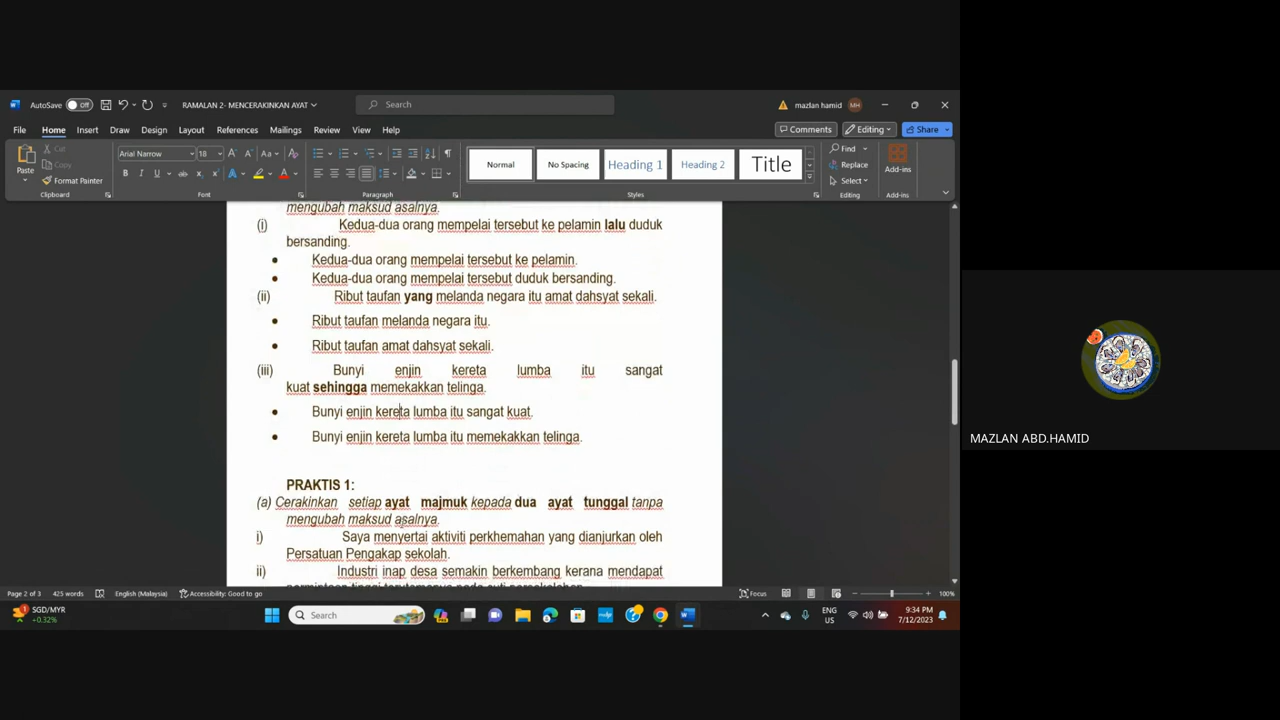 AutoSave Off RAMALAN 2- MENCERAKINKAN AYAT Search mazlan hamid MH
File Home Insert Draw Design Layout References Mailings Review View Help Comments Editing Share
Paste Cut Copy Format Painter Clipboard
Arial Narrow 18 Font
Paragraph
Normal No Spacing Heading 1 Heading 2 Title Styles
Find Replace Select Editing
Add-ins Add-ins
mengubah maksud asalnya.
(i) Kedua-dua orang mempelai tersebut ke pelamin lalu duduk
bersanding.
• Kedua-dua orang mempelai tersebut ke pelamin.
• Kedua-dua orang mempelai tersebut duduk bersanding.
(ii) Ribut taufan yang melanda negara itu amat dahsyat sekali.
• Ribut taufan melanda negara itu.
• Ribut taufan amat dahsyat sekali.
(iii) Bunyi enjin kereta lumba itu sangat
kuat sehingga memekakkan telinga.
• Bunyi enjin kereta lumba itu sangat kuat.
• Bunyi enjin kereta lumba itu memekakkan telinga.
PRAKTIS 1:
(a) Cerakinkan setiap ayat majmuk kepada dua ayat tunggal tanpa
mengubah maksud asalnya.
i) Saya menyertai aktiviti perkhemahan yang dianjurkan oleh
Persatuan Pengakap sekolah.
ii) Industri inap desa semakin berkembang kerana mendapat
MAZLAN ABD.HAMID
Page 2 of 3 425 words English (Malaysia) Accessibility: Good to go Focus 100%
SGD/MYR
+0.32%
Search
ENG
US
9:34 PM
7/12/2023